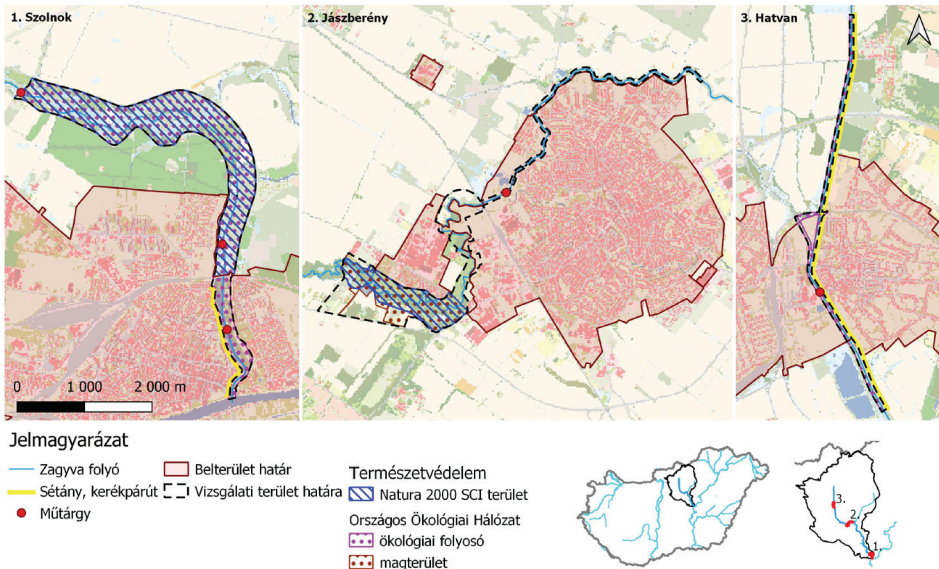 1. Szolnok
2. Jászberény
3. Hatvan
0 1 000 2 000 m
Jelmagyarázat
Zagyva folyó
Sétány, kerékpárút
Műtárgy
Belterület határ
Vizsgálati terület határa
Természetvédelem
Natura 2000 SCI terület
Országos Ökológiai Hálózat
ökológiai folyosó
magterület
3.
2.
1.